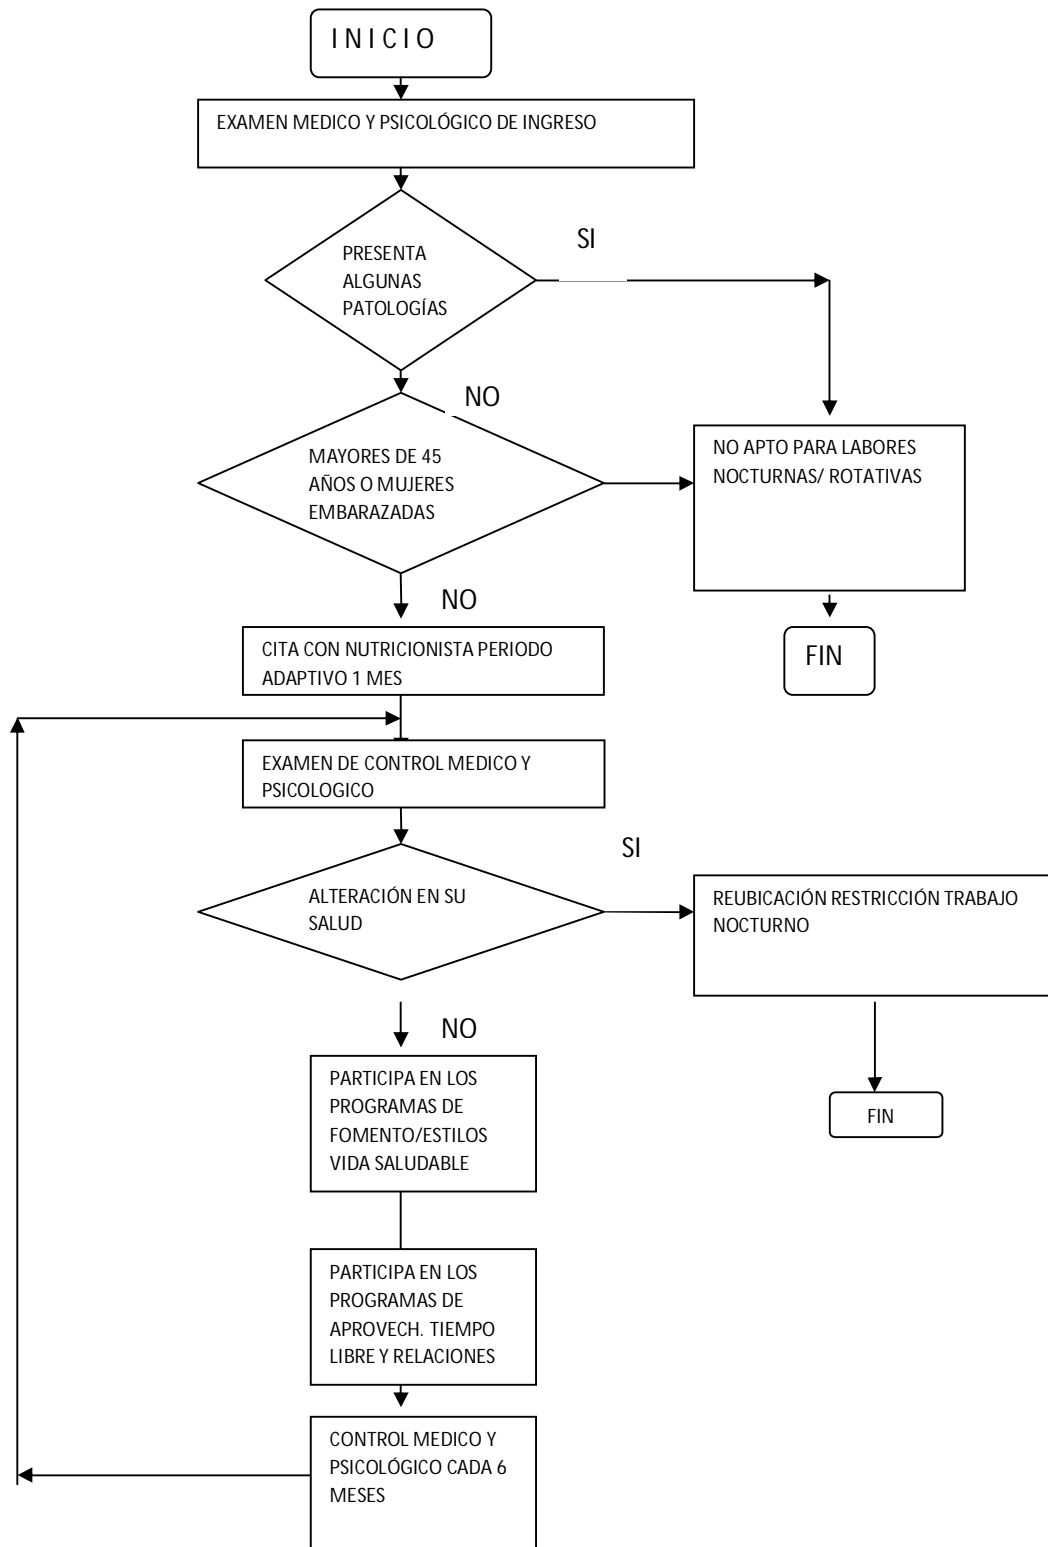 INICIO
EXAMEN MEDICO Y PSICOLÓGICO DE INGRESO
PRESENTA
ALGUNAS
PATOLOGÍAS
SI
NO
MAYORES DE 45
AÑOS O MUJERES
EMBARAZADAS
NO APTO PARA LABORES
NOCTURNAS/ ROTATIVAS
NO
FIN
CITA CON NUTRICIONISTA PERIODO
ADAPTIVO 1 MES
EXAMEN DE CONTROL MEDICO Y
PSICOLOGICO
ALTERACIÓN EN SU
SALUD
SI
REUBICACIÓN RESTRICCIÓN TRABAJO
NOCTURNO
NO
FIN
PARTICIPA EN LOS
PROGRAMAS DE
FOMENTO/ESTILOS
VIDA SALUDABLE
PARTICIPA EN LOS
PROGRAMAS DE
APROVECH. TIEMPO
LIBRE Y RELACIONES
CONTROL MEDICO Y
PSICOLÓGICO CADA 6
MESES